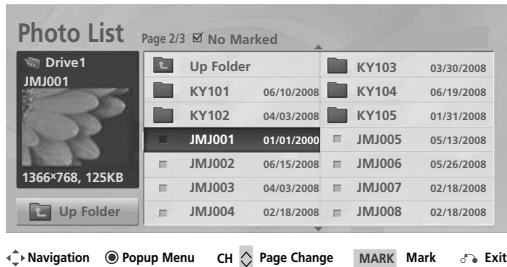 Photo List Page 2/3 No Marked
Drive1
JMJ001
1366×768, 125KB
Up Folder
Up Folder
KY101 06/10/2008
KY102 04/03/2008
JMJ001 01/01/2000
JMJ002 06/15/2008
JMJ003 04/03/2008
JMJ004 02/18/2008
KY103 03/30/2008
KY104 06/19/2008
KY105 01/31/2008
JMJ005 05/13/2008
JMJ006 05/26/2008
JMJ007 02/18/2008
JMJ008 02/18/2008
Navigation Popup Menu CH Page Change MARK Mark Exit